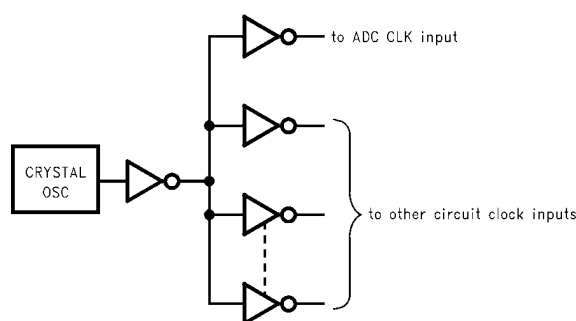 to ADC CLK input
CRYSTAL
OSC
to other circuit clock inputs